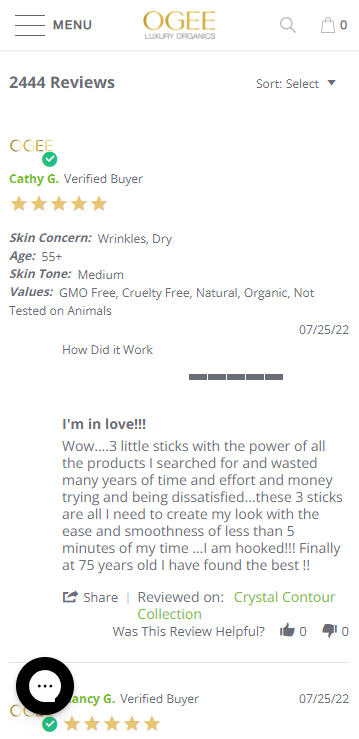 MENU
OGEE
LUXURY ORGANICS
0
2444 Reviews
Sort: Select
OGEE
Cathy G. Verified Buyer
Skin Concern: Wrinkles, Dry
Age: 55+
Skin Tone: Medium
Values: GMO Free, Cruelty Free, Natural, Organic, Not
Tested on Animals
07/25/22
How Did it Work
I'm in love!!!
Wow....3 little sticks with the power of all
the products I searched for and wasted
many years of time and effort and money
trying and being dissatisfied...these 3 sticks
are all I need to create my look with the
ease and smoothness of less than 5
minutes of my time ...I am hooked!!! Finally
at 75 years old I have found the best !!
Share | Reviewed on: Crystal Contour
Collection
Was This Review Helpful? 0 0
ancy G. Verified Buyer
07/25/22